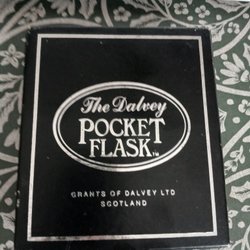 The Dalvey
POCKET
FLASK™
GRANTS OF DALVEY LTD
SCOTLAND